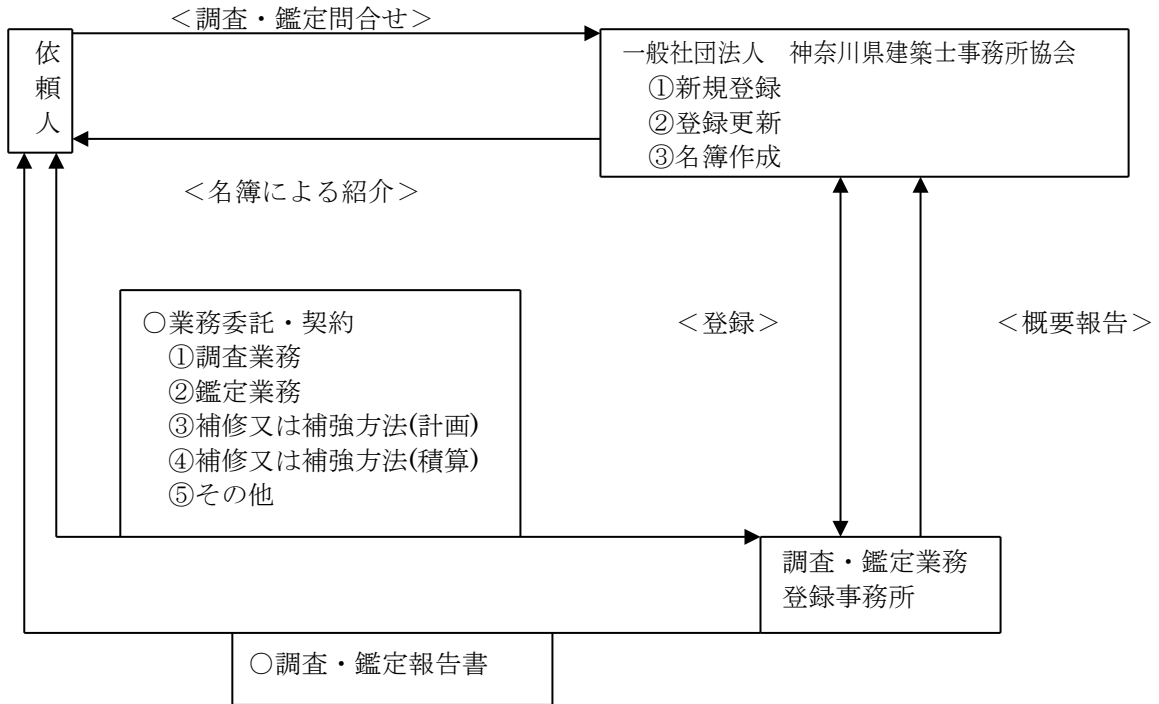 ＜調査・鑑定問合せ＞
依頼人
一般社団法人　神奈川県建築士事務所協会
①新規登録
②登録更新
③名簿作成
＜名簿による紹介＞
○業務委託・契約
①調査業務
②鑑定業務
③補修又は補強方法(計画)
④補修又は補強方法(積算)
⑤その他
＜登録＞
＜概要報告＞
調査・鑑定業務
登録事務所
○調査・鑑定報告書